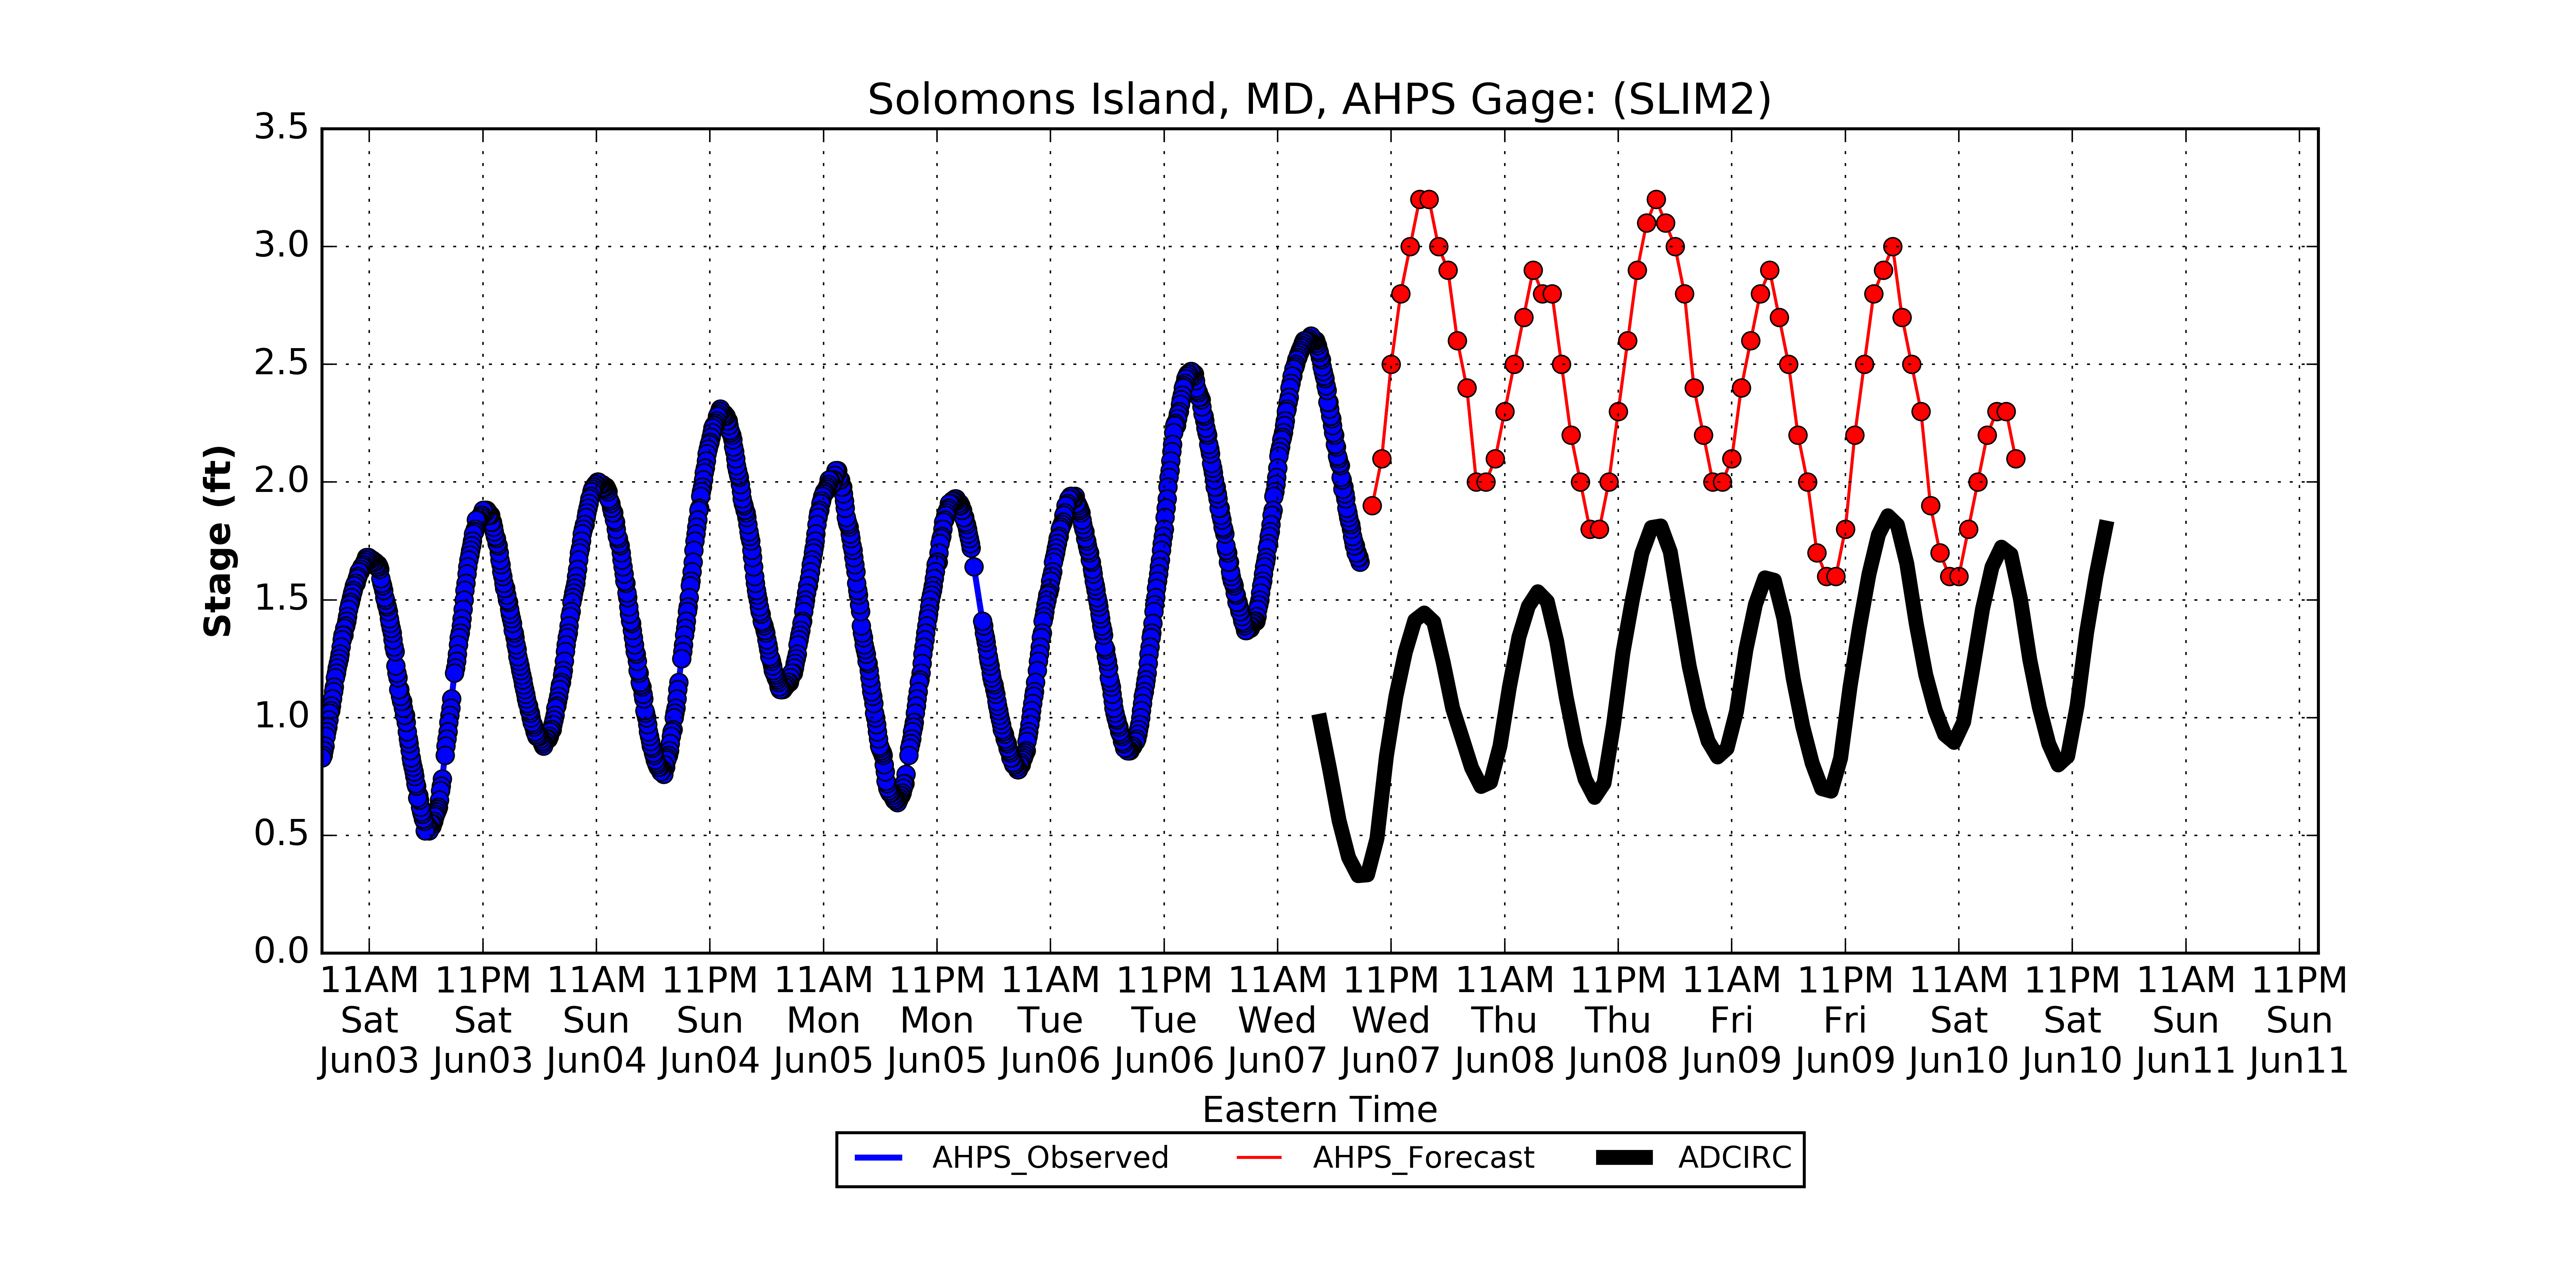 Solomons Island, MD, AHPS Gage: (SLIM2)
3.5
3.0
2.5
2.0
1.5
1.0
0.5
0.0
Stage (ft)
11AM 11PM 11AM 11PM 11AM 11PM 11AM 11PM 11AM 11PM 11AM 11PM 11AM 11PM 11AM 11PM 11AM 11PM
Sat Sat Sun Sun Mon Mon Tue Tue Wed Wed Thu Thu Fri Fri Sat Sat Sun Sun
Jun03 Jun03 Jun04 Jun04 Jun05 Jun05 Jun06 Jun06 Jun07 Jun07 Jun08 Jun08 Jun09 Jun09 Jun10 Jun10 Jun11 Jun11
Eastern Time
AHPS_Observed AHPS_Forecast ADCIRC